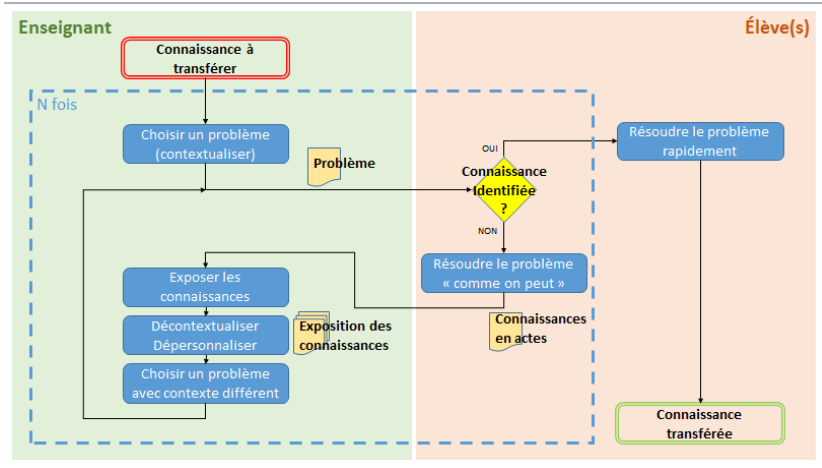 Enseignant
Élève(s)
Connaissance à
transférer
N fois
Choisir un problème
(contextualiser)
Problème
OUI
Connaissance
Identifiée
?
NON
Résoudre le problème
rapidement
Résoudre le problème
« comme on peut »
Exposer les
connaissances
Décontextualiser
Dépersonnaliser
Exposition des
connaissances
Connaissances
en actes
Choisir un problème
avec contexte différent
Connaissance
transférée